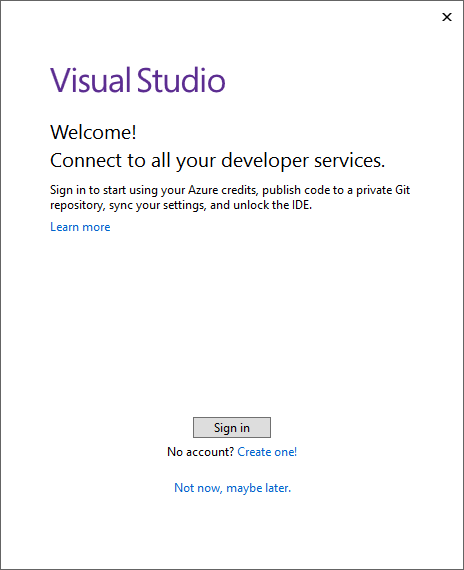 Visual Studio
Welcome!
Connect to all your developer services.
Sign in to start using your Azure credits, publish code to a private Git
repository, sync your settings, and unlock the IDE.
Learn more
Sign in
No account? Create one!
Not now, maybe later.